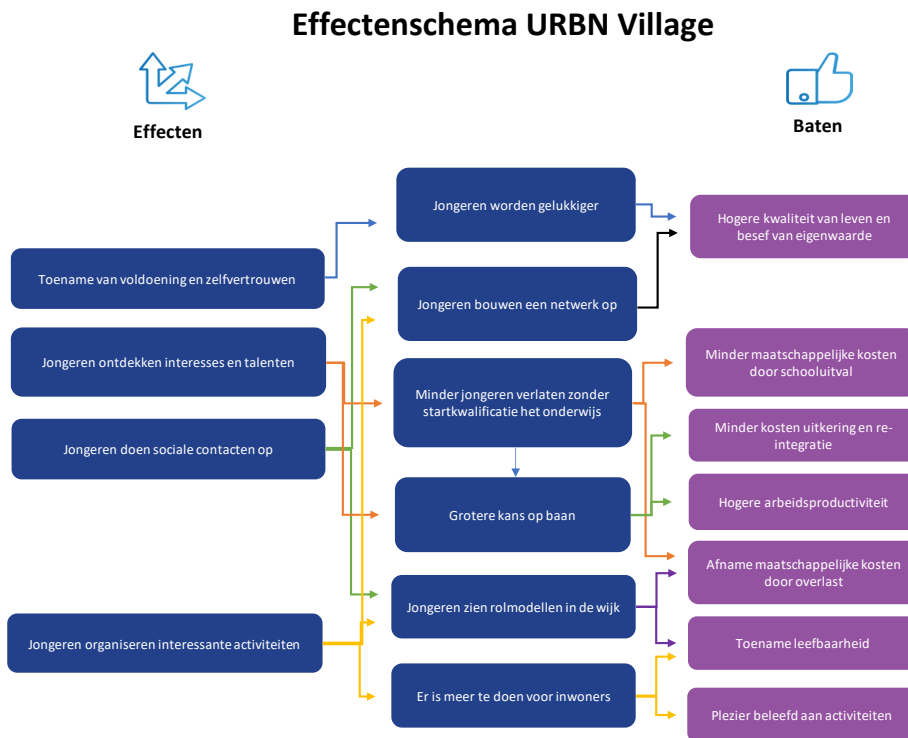 Effectenschema URBN Village
Effecten
Baten
Toename van voldoening en zelfvertrouwen
Jongeren ontdekken interesses en talenten
Jongeren doen sociale contacten op
Jongeren organiseren interessante activiteiten
Jongeren worden gelukkiger
Jongeren bouwen een netwerk op
Minder jongeren verlaten zonder
startkwalificatie het onderwijs
Grotere kans op baan
Jongeren zien rolmodellen in de wijk
Er is meer te doen voor inwoners
Hogere kwaliteit van leven en
besef van eigenwaarde
Minder maatschappelijke kosten
door schooluitval
Minder kosten uitkering en re-
integratie
Hogere arbeidsproductiviteit
Afname maatschappelijke kosten
door overlast
Toename leefbaarheid
Plezier beleefd aan activiteiten